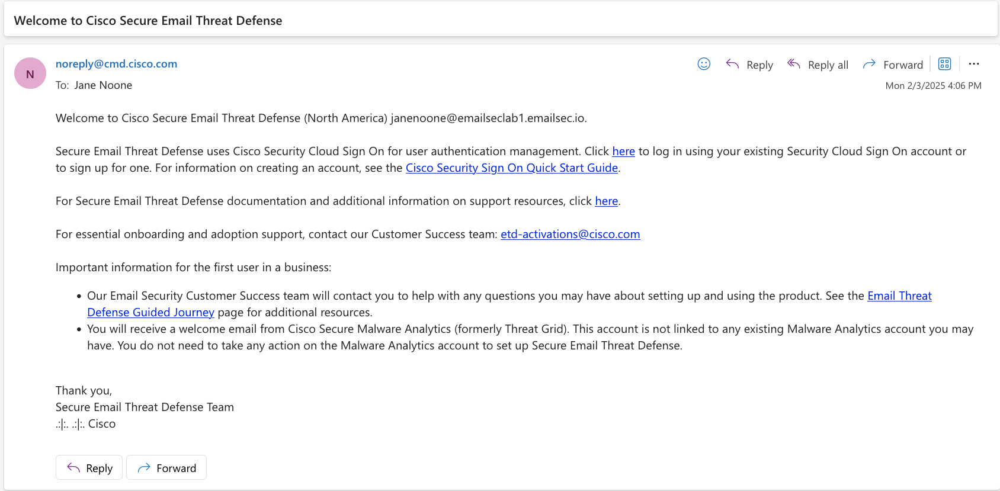 Welcome to Cisco Secure Email Threat Defense
N
noreply@cmd.cisco.com
Reply
Reply all
Forward
To: Jane Noone
Mon 2/3/2025 4:06 PM
Welcome to Cisco Secure Email Threat Defense (North America) janenoone@emailseclab1.emailsec.io.
Secure Email Threat Defense uses Cisco Security Cloud Sign On for user authentication management. Click here to log in using your existing Security Cloud Sign On account or
to sign up for one. For information on creating an account, see the Cisco Security Sign On Quick Start Guide.
For Secure Email Threat Defense documentation and additional information on support resources, click here.
For essential onboarding and adoption support, contact our Customer Success team: etd-activations@cisco.com
Important information for the first user in a business:
• Our Email Security Customer Success team will contact you to help with any questions you may have about setting up and using the product. See the Email Threat
Defense Guided Journey page for additional resources.
• You will receive a welcome email from Cisco Secure Malware Analytics (formerly Threat Grid). This account is not linked to any existing Malware Analytics account you may
have. You do not need to take any action on the Malware Analytics account to set up Secure Email Threat Defense.
Thank you,
Secure Email Threat Defense Team
.:|:. .:|:. Cisco
Reply
Forward